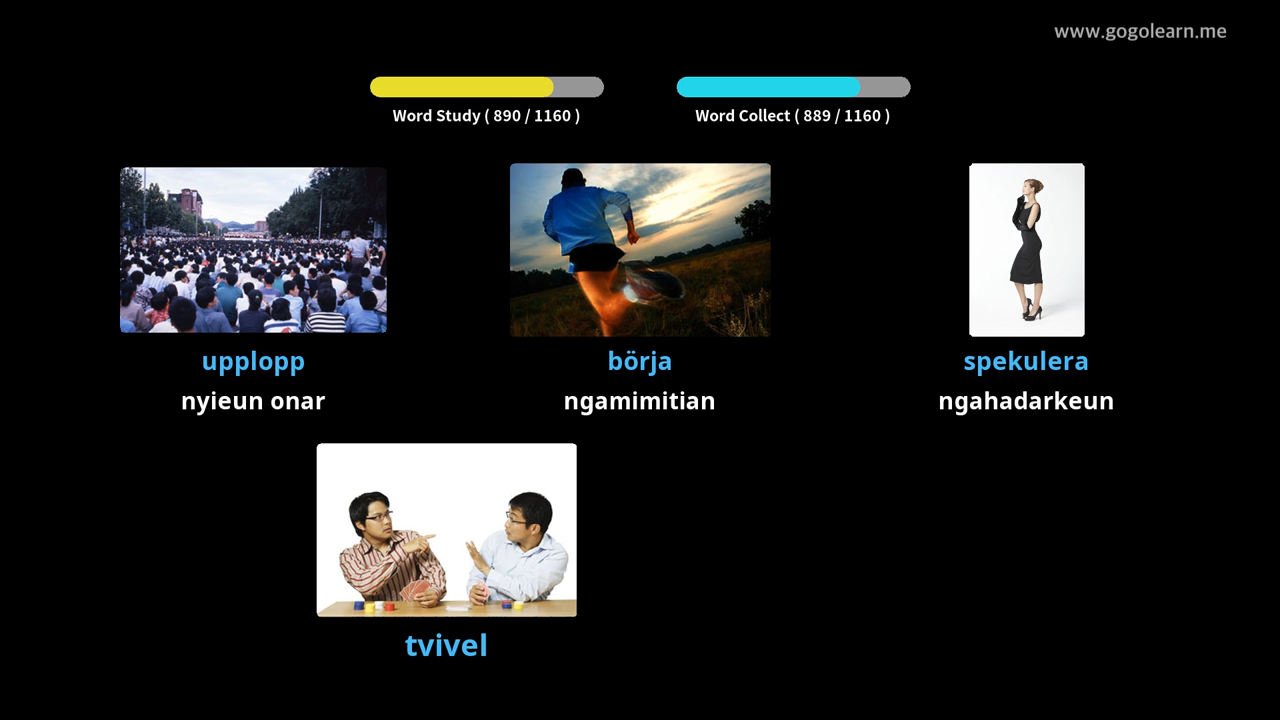 www.gogolearn.me
Word Study ( 890 / 1160 )
Word Collect ( 889 / 1160 )
upplopp
nyieun onar
börja
ngamimitian
spekulera
ngahadarkeun
tvivel